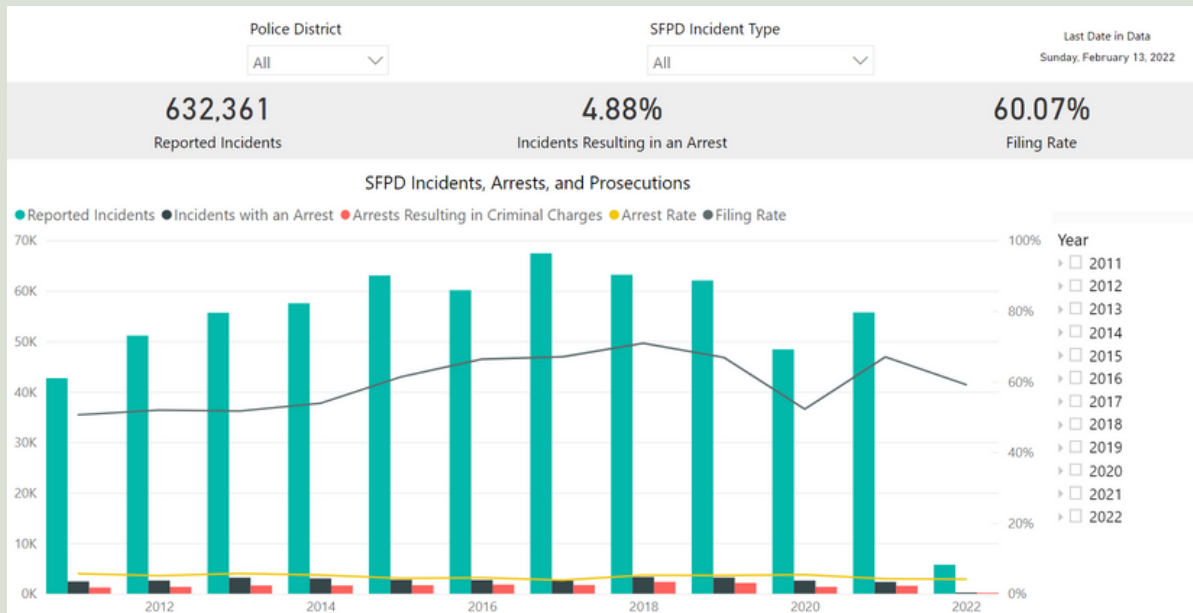 Police District
SFPD Incident Type
Last Date in Data
All
All
Sunday, February 13, 2022
632,361
4.88%
60.07%
Reported Incidents
Incidents Resulting in an Arrest
Filing Rate
SFPD Incidents, Arrests, and Prosecutions
Reported Incidents Incidents with an Arrest Arrests Resulting in Criminal Charges Arrest Rate Filing Rate
70K
60K
50K
40K
30K
20K
10K
0K
100%
80%
60%
40%
20%
0%
2012
2014
2016
2018
2020
2022
Year
2011
2012
2013
2014
2015
2016
2017
2018
2019
2020
2021
2022